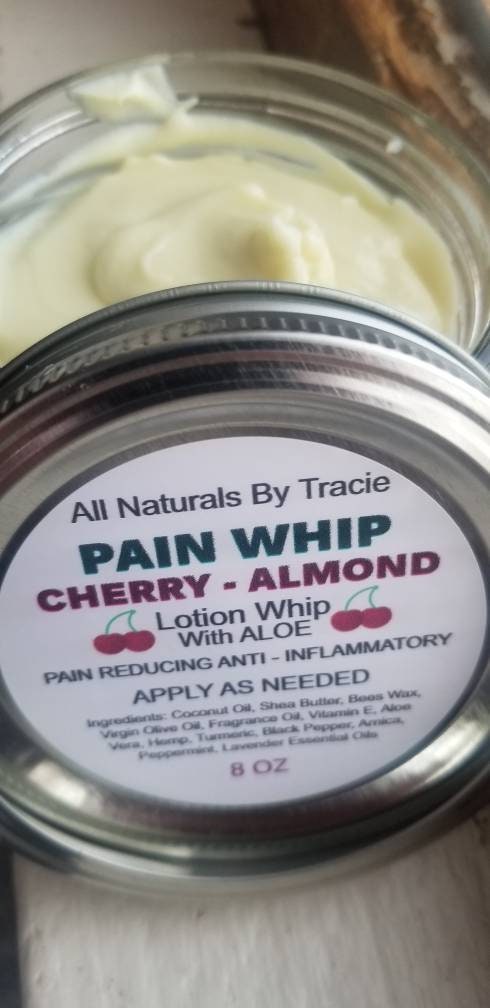 All Naturals By Tracie
PAIN WHIP
CHERRY - ALMOND
Lotion Whip
With ALOE
PAIN REDUCING ANTI - INFLAMMATORY
APPLY AS NEEDED
Ingredients: Coconut Oil, Shea Butter, Bees Wax,
Virgin Olive Oil, Fragrance Oil, Vitamin E, Aloe
Vera, Hemp, Turmeric, Black Pepper, Arnica,
Peppermint, Lavender Essential Oils
8 OZ